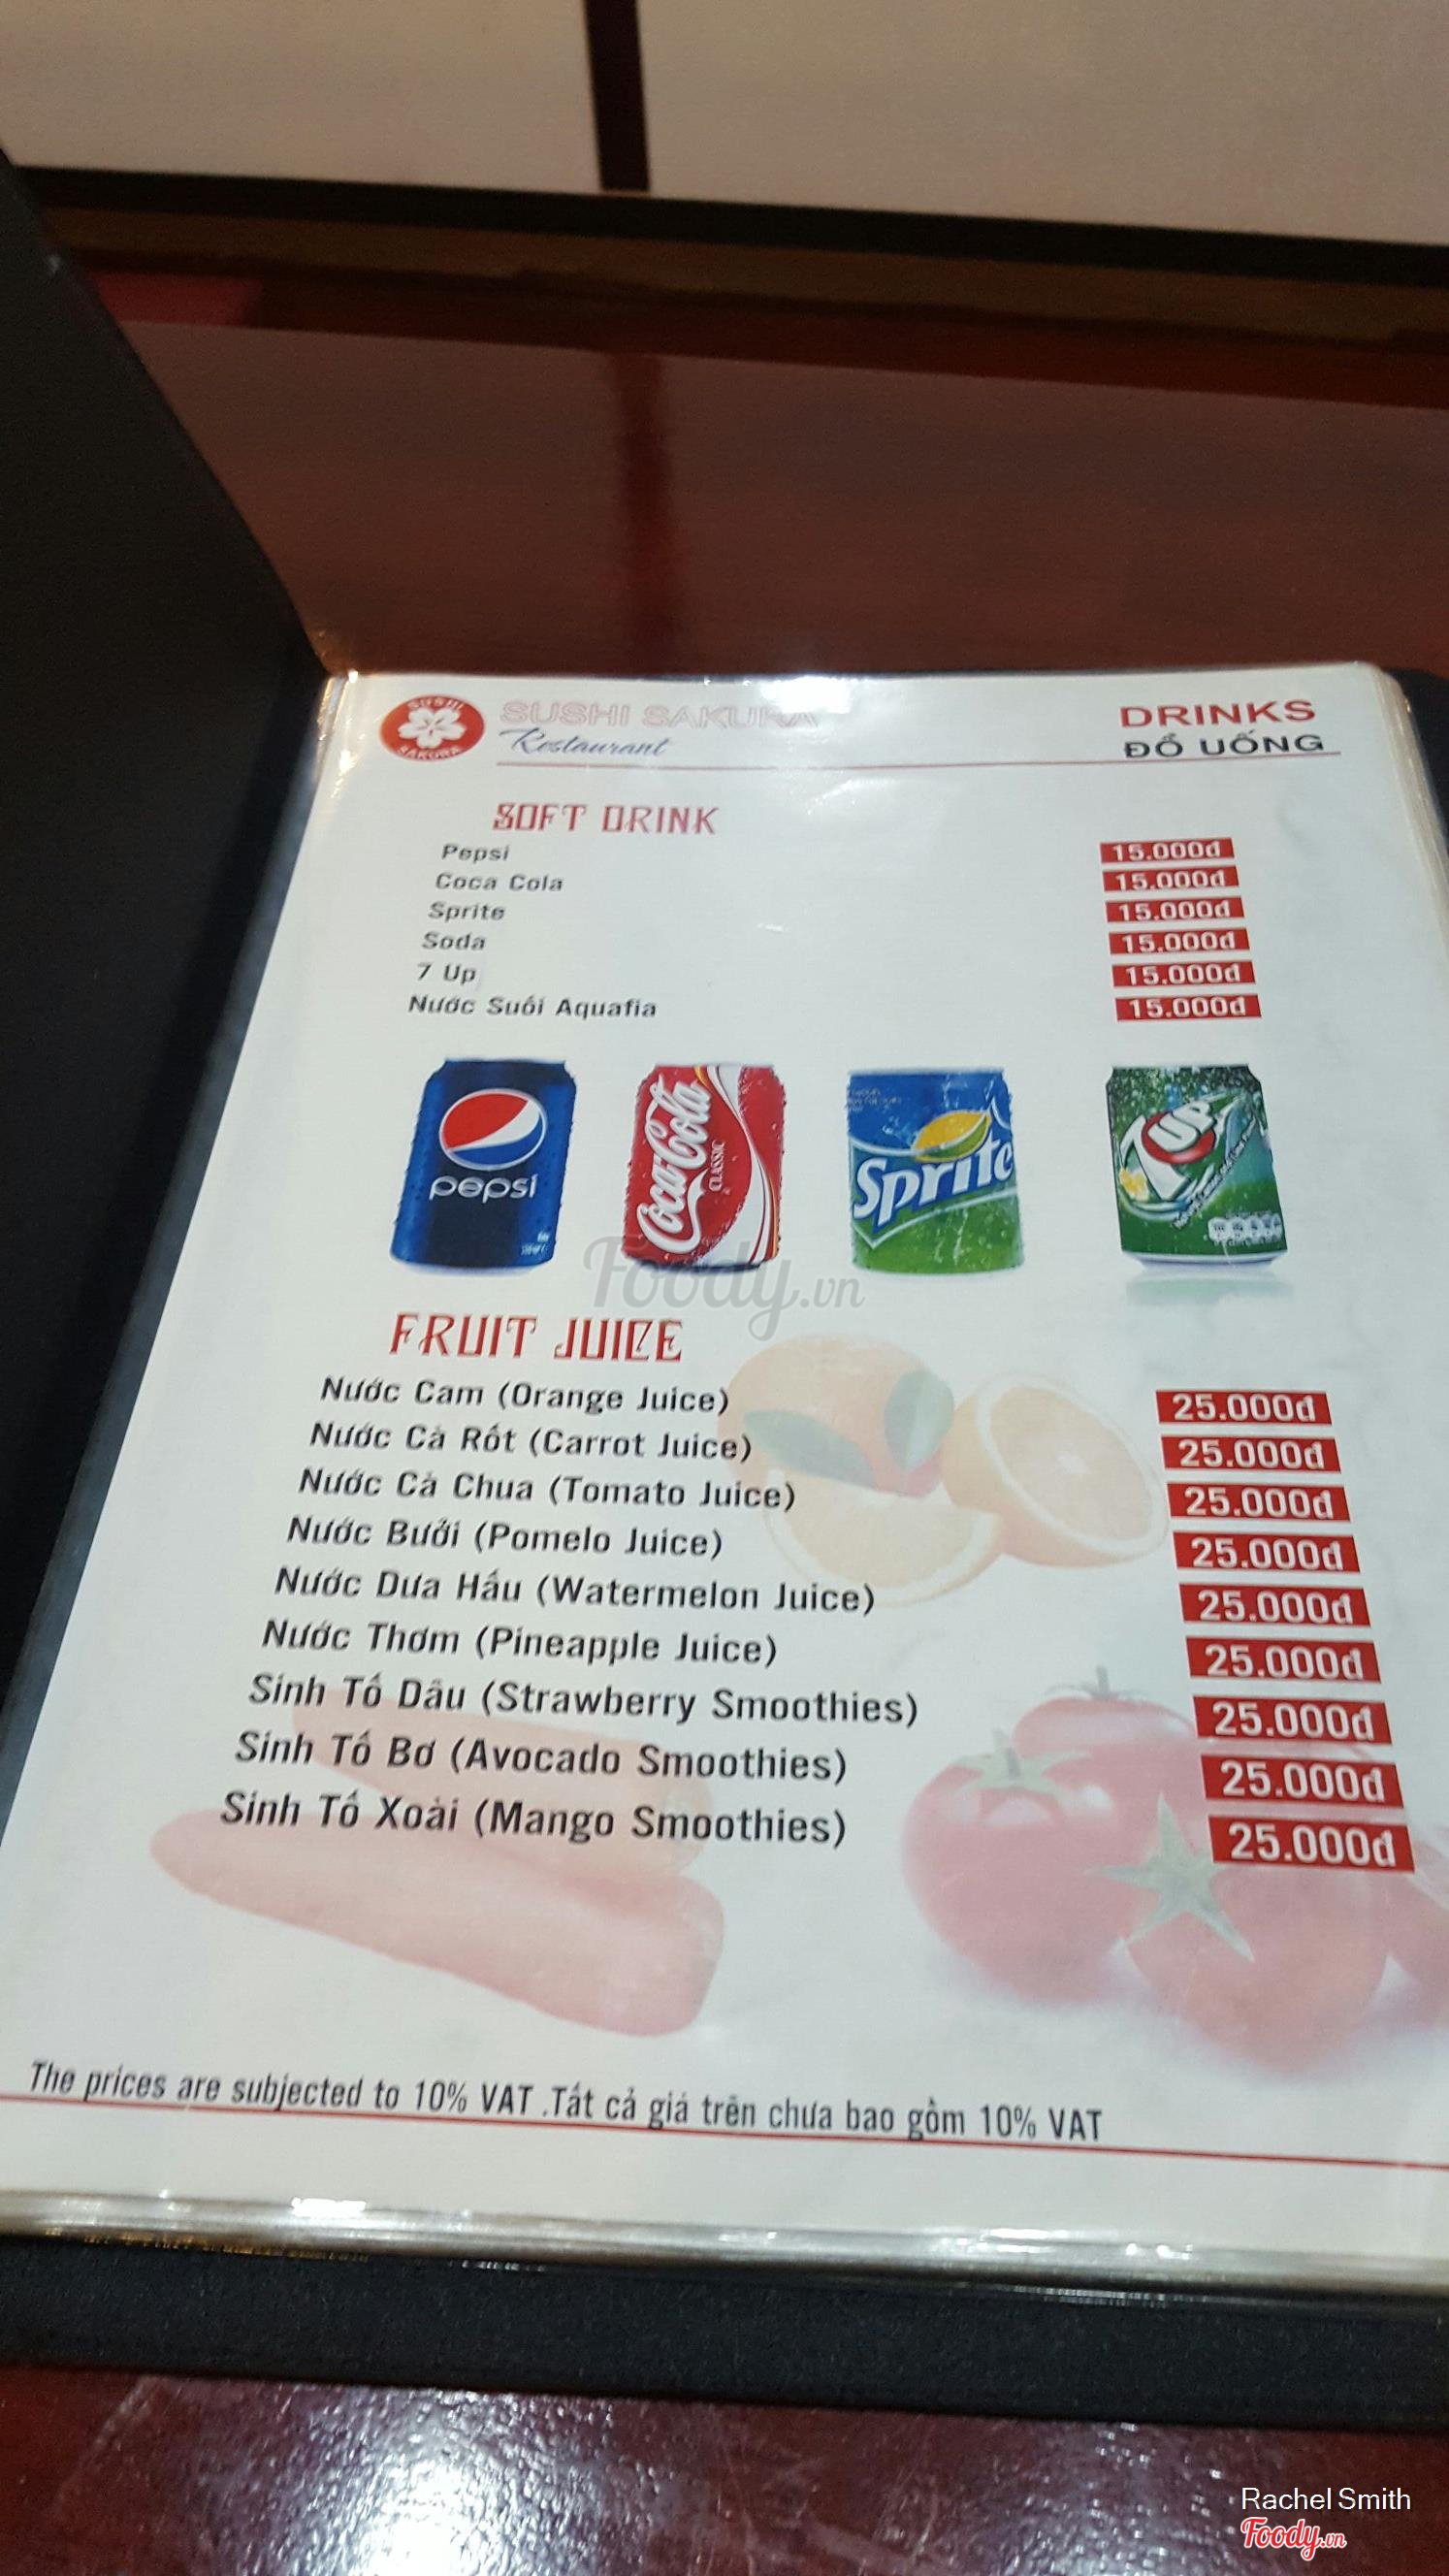 SUSHI
SAKURA
SUSHI SAKURA
Restaurant
DRINKS
ĐỒ UỐNG
SOFT DRINK
Pepsi 15.000đ
Coca Cola 15.000đ
Sprite 15.000đ
Soda 15.000đ
7 Up 15.000đ
Nước Suối Aquafia 15.000đ
pepsi
Coca-Cola
CLASSIC
Sprite
7UP
Foody.vn
FRUIT JUICE
Nước Cam (Orange Juice) 25.000đ
Nước Cà Rốt (Carrot Juice) 25.000đ
Nước Cà Chua (Tomato Juice) 25.000đ
Nước Bưởi (Pomelo Juice) 25.000đ
Nước Dưa Hấu (Watermelon Juice) 25.000đ
Nước Thơm (Pineapple Juice) 25.000đ
Sinh Tố Dâu (Strawberry Smoothies) 25.000đ
Sinh Tố Bơ (Avocado Smoothies) 25.000đ
Sinh Tố Xoài (Mango Smoothies) 25.000đ
The prices are subjected to 10% VAT .Tất cả giá trên chưa bao gồm 10% VAT
Rachel Smith
Foody.vn